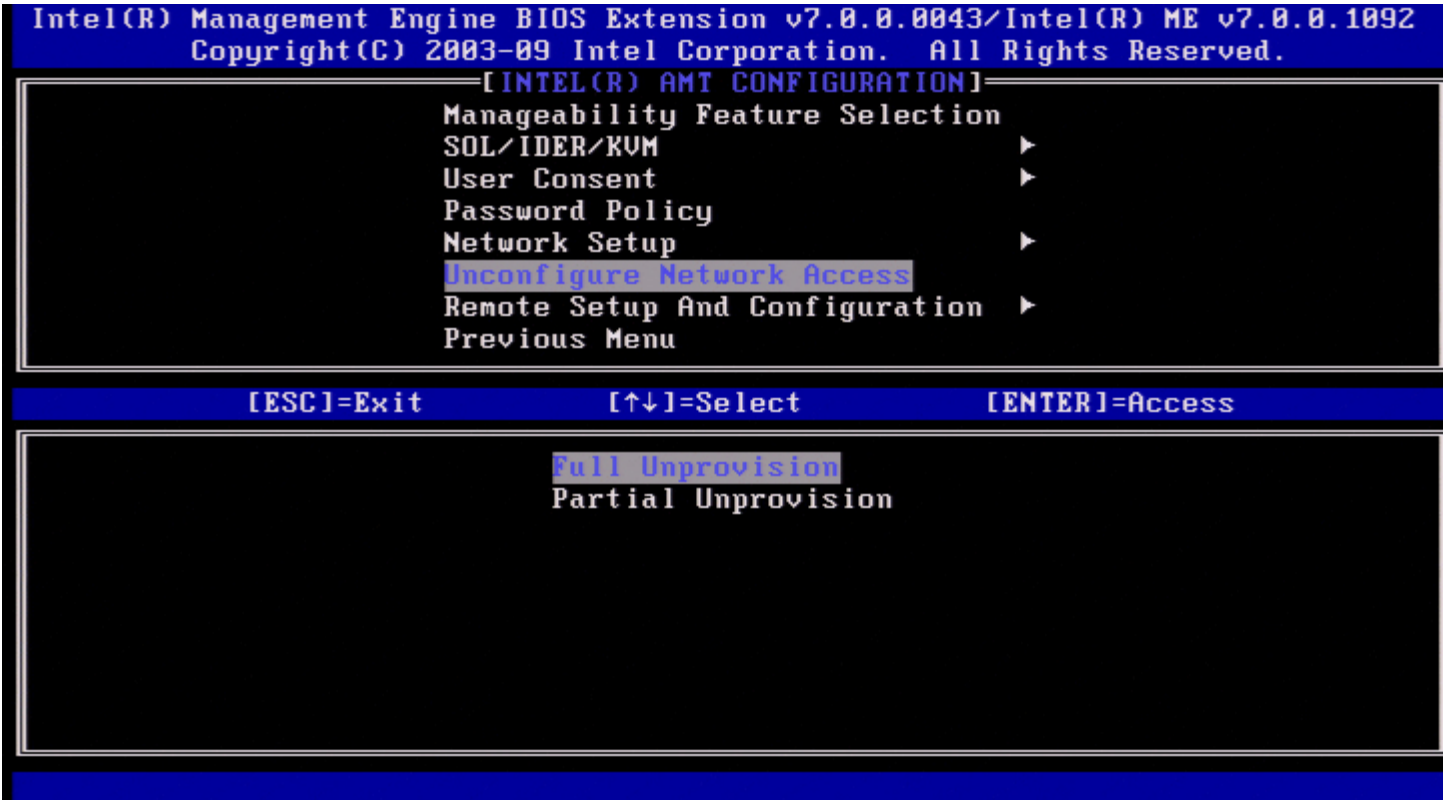 Intel(R) Management Engine BIOS Extension v7.0.0.0043/Intel(R) ME v7.0.0.1092
Copyright(C) 2003-09 Intel Corporation. All Rights Reserved.
[INTEL(R) AMT CONFIGURATION]
Manageability Feature Selection
SOL/IDER/KVM ►
User Consent ►
Password Policy
Network Setup ►
Unconfigure Network Access
Remote Setup And Configuration ►
Previous Menu
[ESC]=Exit [↑↓]=Select [ENTER]=Access
Full Unprovision
Partial Unprovision